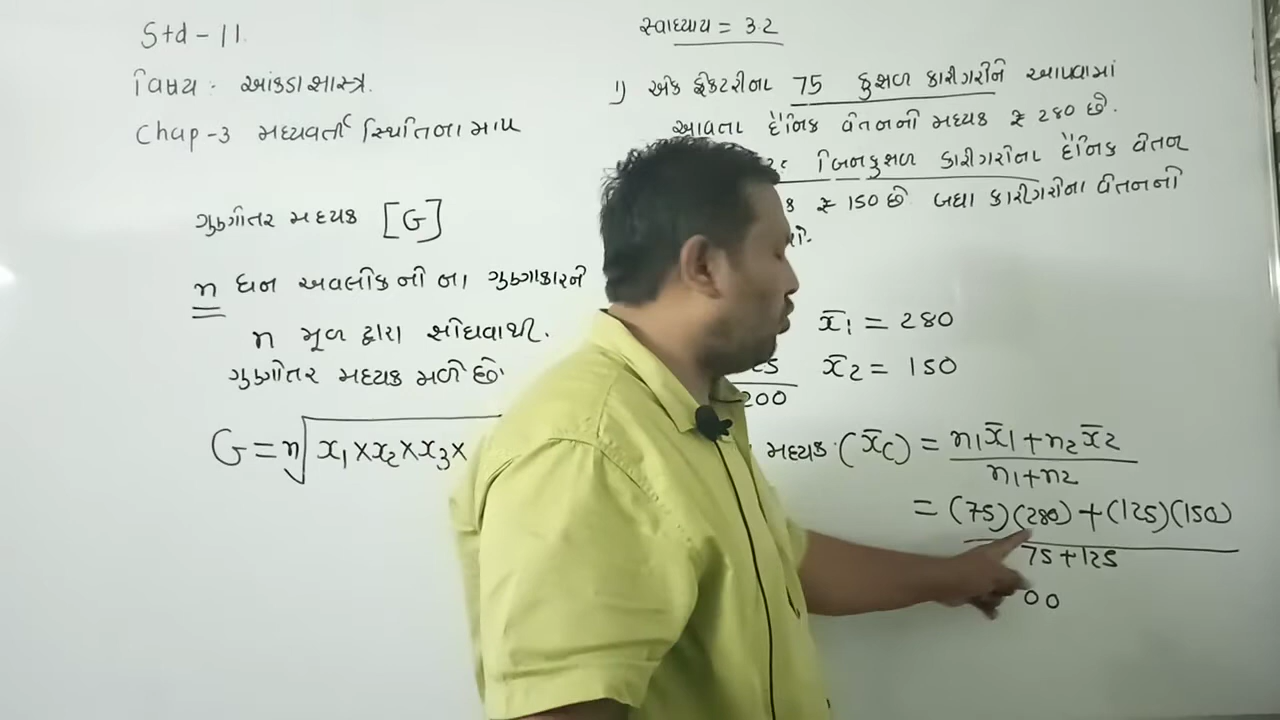 Std - 11.
વિષય : આંકડાશાસ્ત્ર.
Chap-3 મધ્યવર્તી સ્થિતિના માપ
ગુણોતર મધ્યક [G]
n ધન અવલોકનો ના ગુણાકારને
n મૂળ દ્વારા શોધવાથી.
ગુણોતર મધ્યક મળે છે.
G = n√x₁ × x₂ × x₃ ×
સ્વાધ્યાય = 3.2
1) એક ફેકટરીના 75 કુશળ કારીગરોને આપવામાં
આવતા દૈનિક વેતનનો મધ્યક ₹ 280 છે.
બિનકુશળ કારીગરોના દૈનિક વેતન
₹ 150 છે બધા કારીગરોના વેતનનો
x̄₁ = 280
x̄₂ = 150
200
મધ્યક (x̄c) = n₁x̄₁ + n₂x̄₂
n₁ + n₂
= (75)(280) + (125)(150)
75 + 125
00